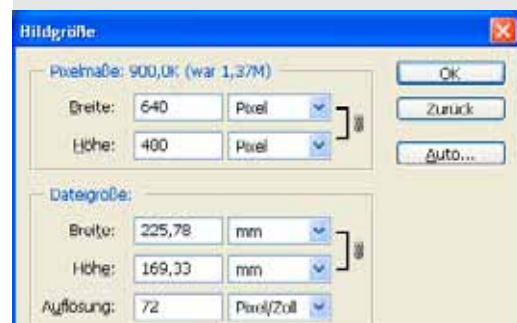 Bildgröße
Pixelmaße: 900,0K (war 1,37M)
OK
Breite: 640 Pixel
Zurück
Höhe: 400 Pixel
Auto...
Dateigröße:
Breite: 225,78 mm
Höhe: 169,33 mm
Auflösung: 72 Pixel/Zoll